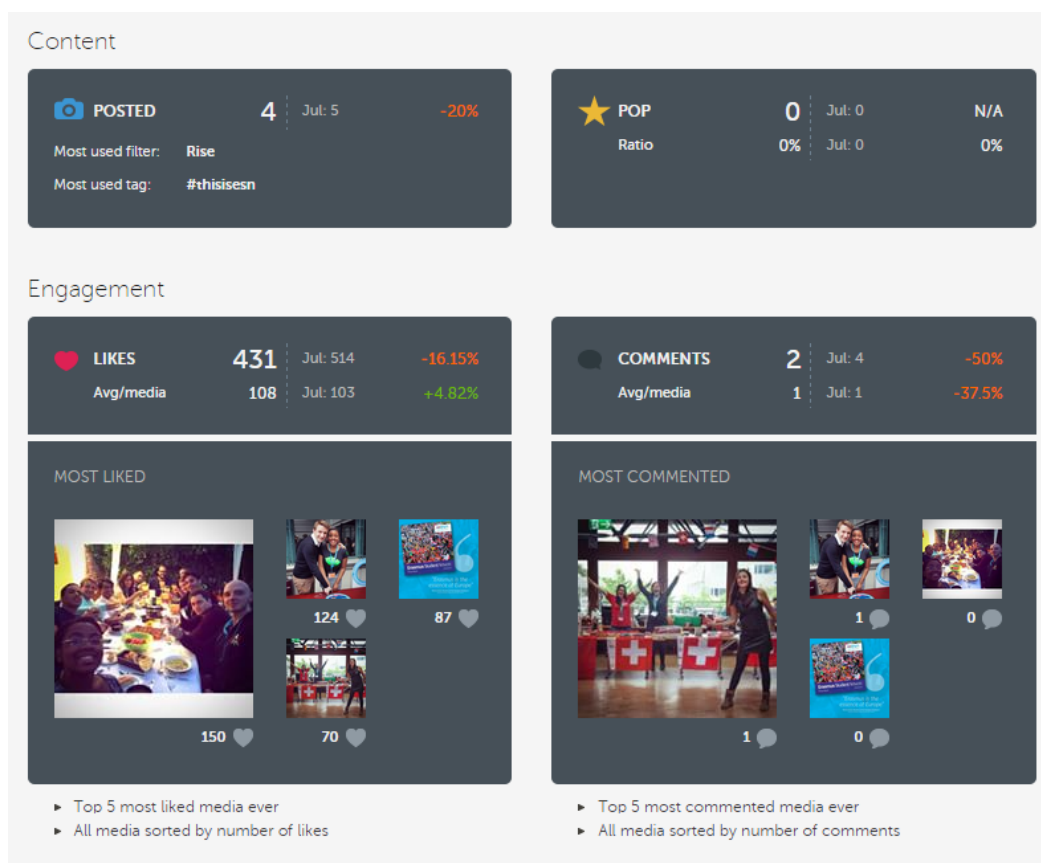 Content
POSTED 4 Jul: 5 -20%
Most used filter: Rise
Most used tag: #thisisesn
POP 0 Jul: 0 N/A
Ratio 0% Jul: 0 0%
Engagement
LIKES 431 Jul: 514 -16.15%
Avg/media 108 Jul: 103 +4.82%
COMMENTS 2 Jul: 4 -50%
Avg/media 1 Jul: 1 -37.5%
MOST LIKED
124
87
150
70
MOST COMMENTED
1
0
1
0
Top 5 most liked media ever
All media sorted by number of likes
Top 5 most commented media ever
All media sorted by number of comments